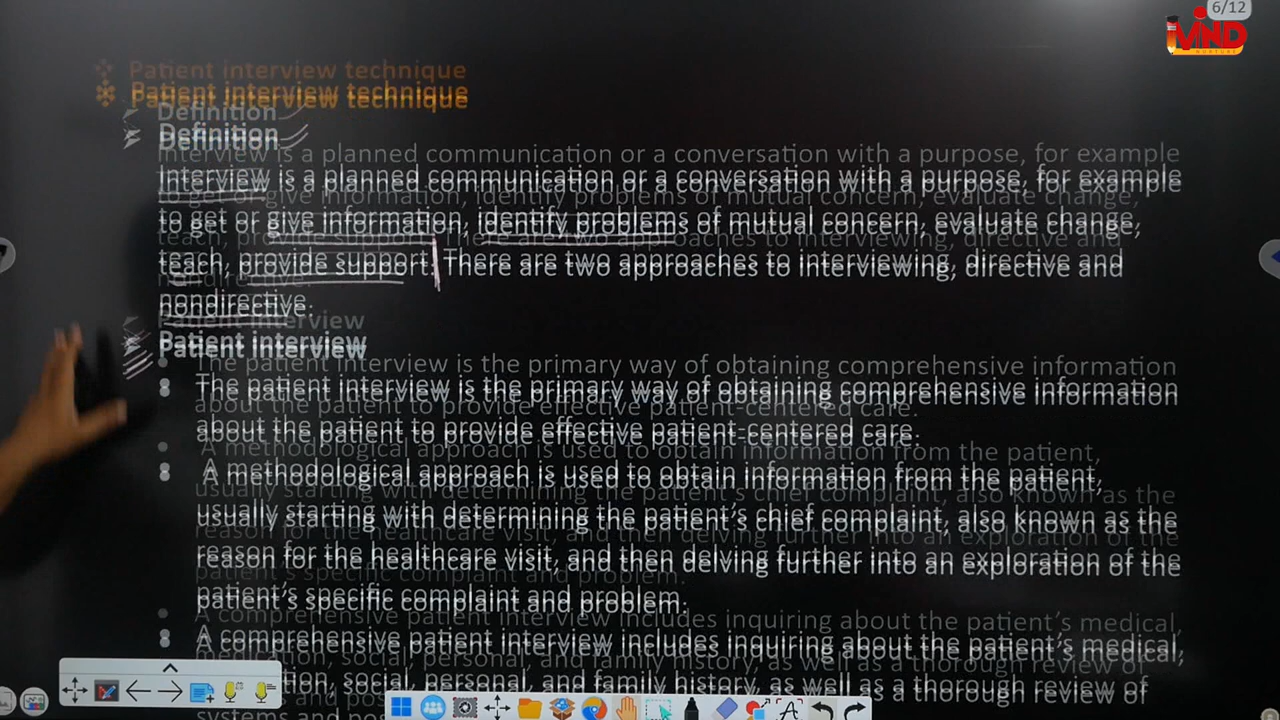 6/12
iMIND
NURTURE
Patient interview technique
Definition
Interview is a planned communication or a conversation with a purpose, for example
to get or give information, identify problems of mutual concern, evaluate change,
teach, provide support. There are two approaches to interviewing, directive and
nondirective.
Patient interview
The patient interview is the primary way of obtaining comprehensive information
about the patient to provide effective patient-centered care.
A methodological approach is used to obtain information from the patient,
usually starting with determining the patient's chief complaint, also known as the
reason for the healthcare visit, and then delving further into an exploration of the
patient's specific complaint and problem.
A comprehensive patient interview includes inquiring about the patient's medical,
social, personal, and family history, as well as a thorough review of
systems and